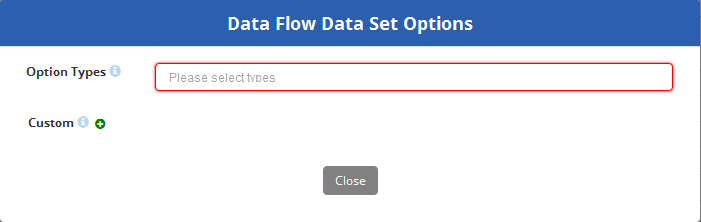 Data Flow Data Set Options
Option Types
Please select types
Custom
Close